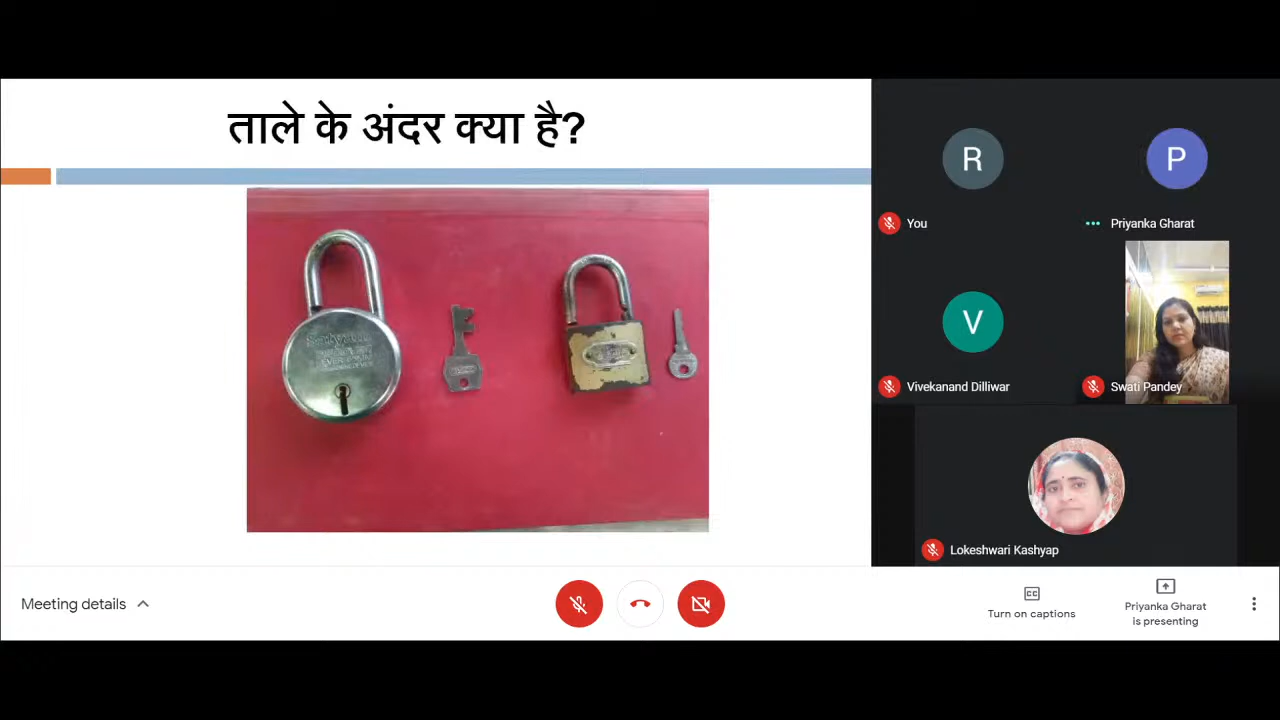 ताले के अंदर क्या है?
R
You
P
Priyanka Gharat
V
Vivekanand Dilliwar
Swati Pandey
Lokeshwari Kashyap
Meeting details
CC
Turn on captions
Priyanka Gharat
is presenting